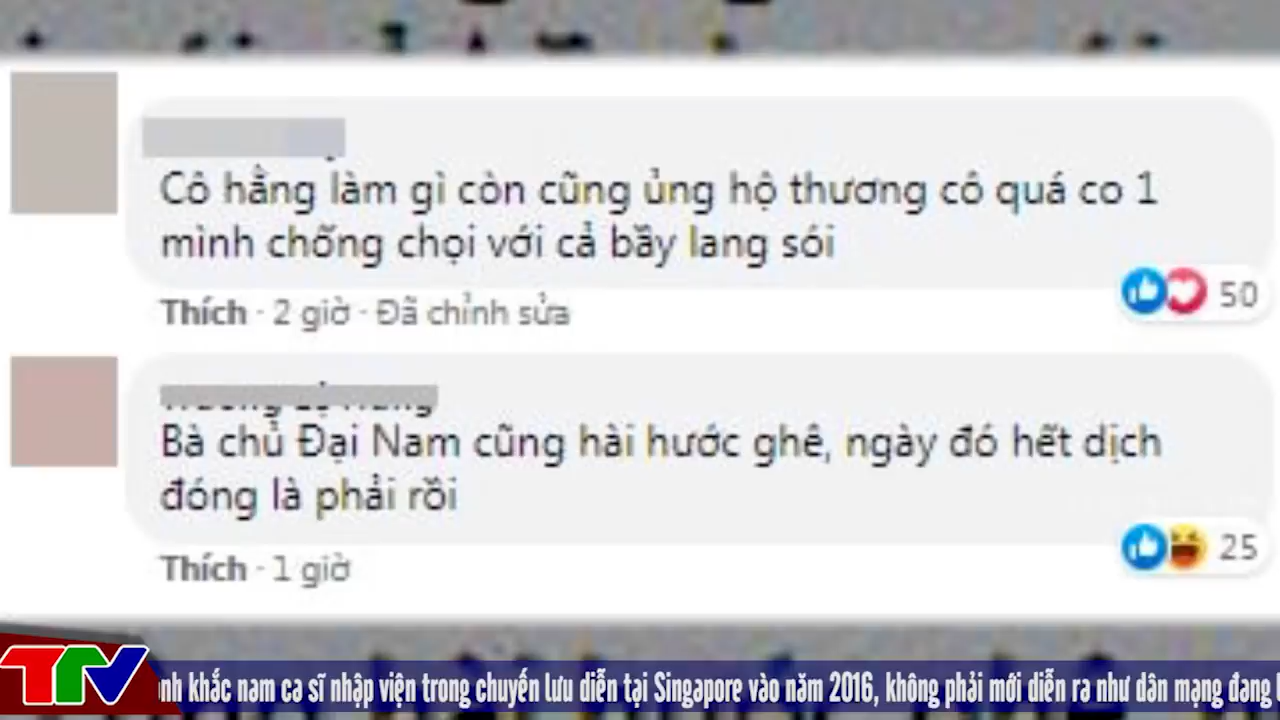 Cô hằng làm gì còn cũng ủng hộ thương cô quá co 1
mình chống chọi với cả bầy lang sói
Thích · 2 giờ · Đã chỉnh sửa
50
Bà chủ Đại Nam cũng hài hước ghê, ngày đó hết dịch
đóng là phải rồi
25
Thích · 1 giờ
TTV
khắc nam ca sĩ nhập viện trong chuyến lưu diễn tại Singapore vào năm 2016, không phải mới diễn ra như dân mạng đang